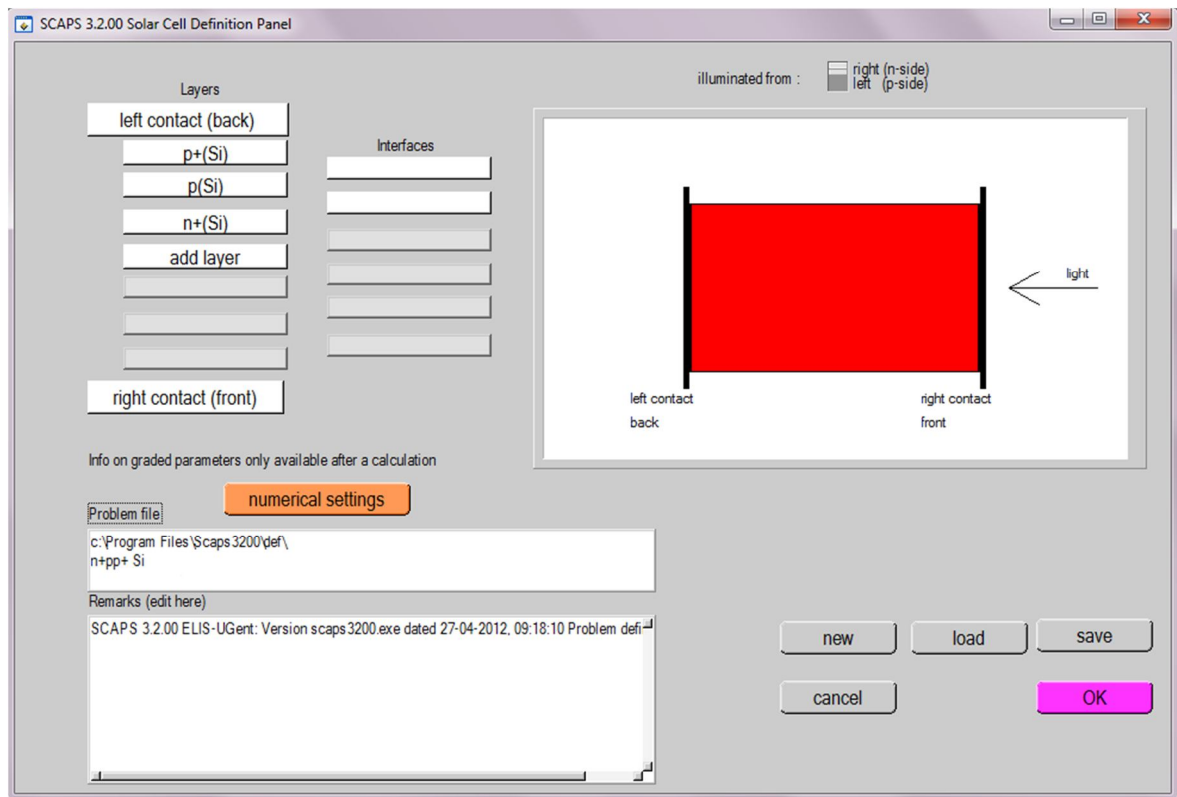 SCAPS 3.2.00 Solar Cell Definition Panel
illuminated from :
right (n-side)
left (p-side)
Layers
left contact (back)
p+(Si)
p(Si)
n+(Si)
add layer
right contact (front)
Interfaces
light
left contact
back
right contact
front
Info on graded parameters only available after a calculation
numerical settings
Problem file
c:\Program Files\Scaps3200\def\
n+pp+ Si
Remarks (edit here)
SCAPS 3.2.00 ELIS-UGent: Version scaps3200.exe dated 27-04-2012, 09:18:10 Problem defi
new
load
save
cancel
OK